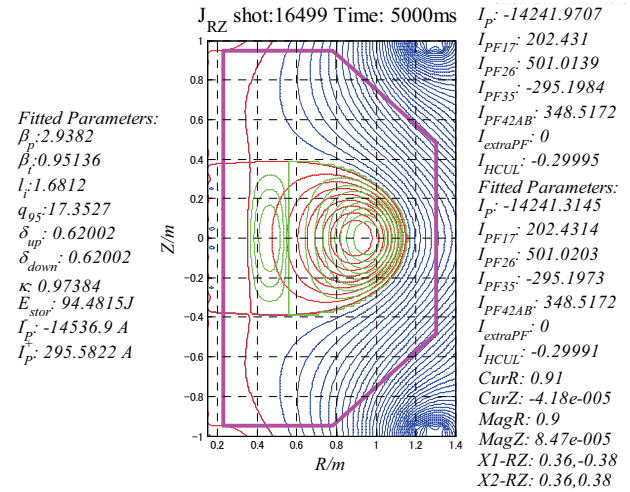 J_RZ shot:16499 Time: 5000ms
Fitted Parameters:
β_p:2.9382
β_t:0.95136
l_i:1.6812
q_95:17.3527
δ_up: 0.62002
δ_down: 0.62002
κ: 0.97384
E_stor: 94.4815J
I_P^-: -14536.9 A
I_P^+: 295.5822 A
Z/m
1
0.8
0.6
0.4
0.2
0
−0.2
−0.4
−0.6
−0.8
−1
0.2 0.4 0.6 0.8 1 1.2 1.4
R/m
I_P: -14241.9707
I_PF17: 202.431
I_PF26: 501.0139
I_PF35: -295.1984
I_PF42AB: 348.5172
I_extraPF: 0
I_HCUL: -0.29995
Fitted Parameters:
I_P: -14241.3145
I_PF17: 202.4314
I_PF26: 501.0203
I_PF35: -295.1973
I_PF42AB: 348.5172
I_extraPF: 0
I_HCUL: -0.29991
CurR: 0.91
CurZ: -4.18e-005
MagR: 0.9
MagZ: 8.47e-005
X1-RZ: 0.36,-0.38
X2-RZ: 0.36,0.38